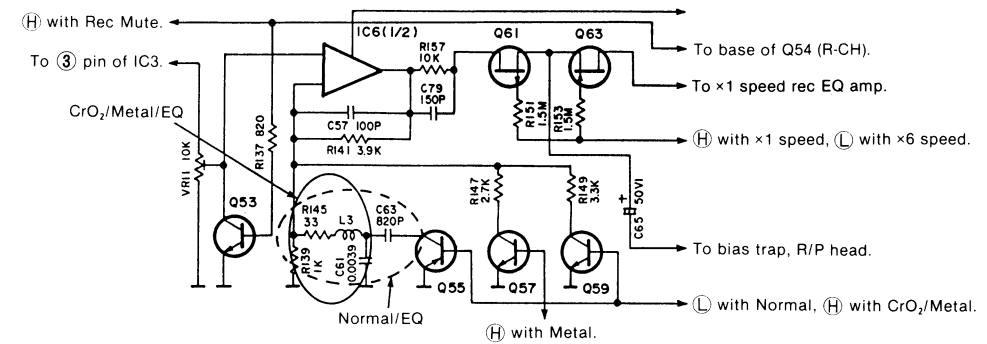 Ⓗ with Rec Mute.
IC6(1/2)
Q61
Q63
R157
10K
To base of Q54 (R-CH).
To ③ pin of IC3.
C79
150P
To ×1 speed rec EQ amp.
CrO₂/Metal/EQ
R151
1.5M
R153
1.5M
C57 100P
Ⓗ with ×1 speed, Ⓛ with ×6 speed.
R141 3.9K
R137 820
VR11 10K
R147
2.7K
R149
3.3K
+
C65 50V1
Q53
R145
33
L3
C63
820P
To bias trap, R/P head.
R139
1K
C61
0.0039
Q55
Q57
Q59
Normal/EQ
Ⓛ with Normal, Ⓗ with CrO₂/Metal.
Ⓗ with Metal.